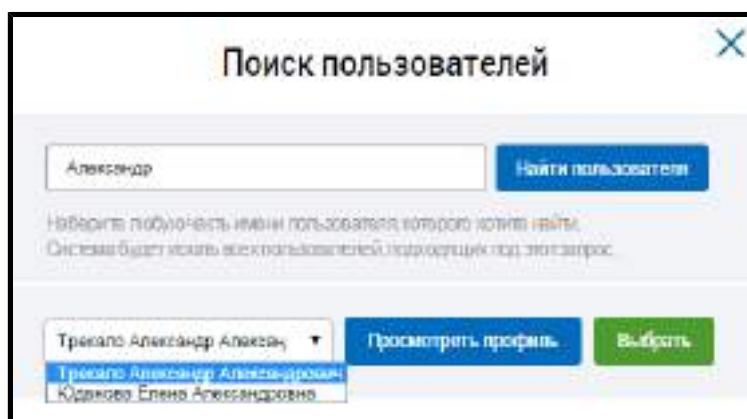 Поиск пользователей
Александр
Найти пользователя
Наберите любую часть имени пользователя, которого хотите найти.
Система будет искать всех пользователей, подходящих под этот запрос.
Трекало Александр Алексан
Просмотреть профиль
Выбрать
Трекало Александр Александрович
Юдакова Елена Александровна